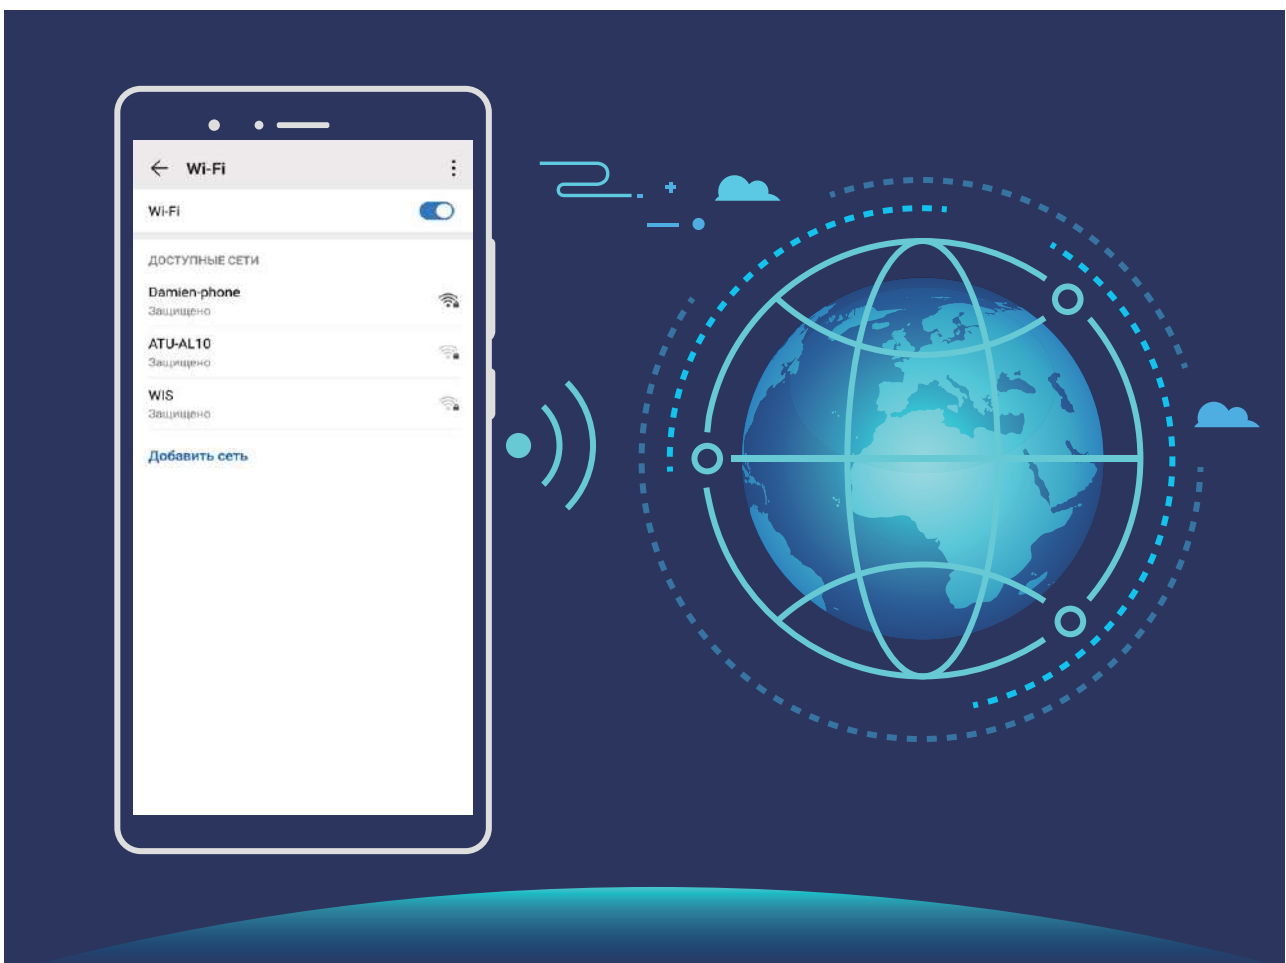 Wi-Fi
Wi-Fi
ДОСТУПНЫЕ СЕТИ
Damien-phone
Защищено
ATU-AL10
Защищено
WIS
Защищено
Добавить сеть